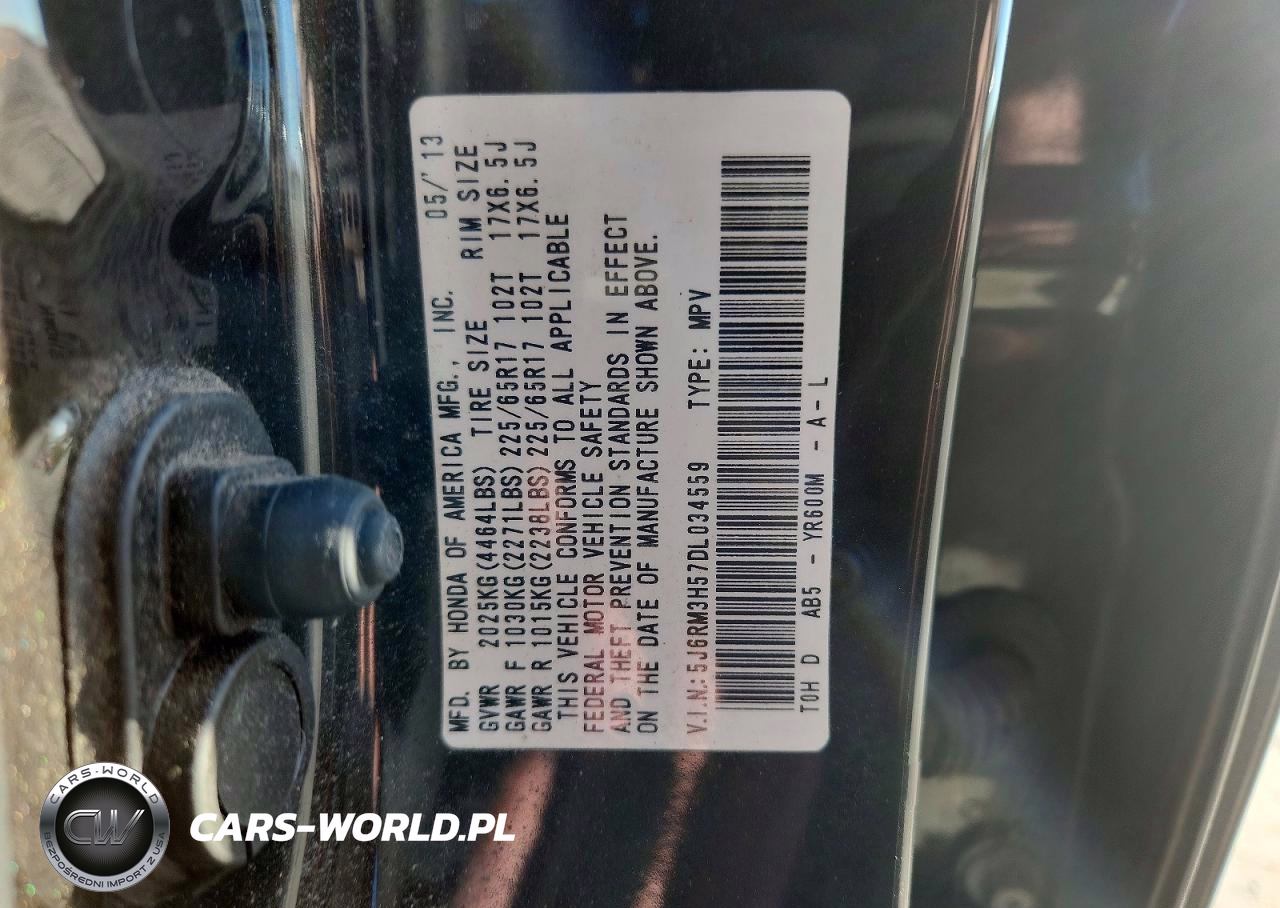 MFD. BY HONDA OF AMERICA MFG., INC. 05/'13
GVWR 2025KG(4464LBS) TIRE SIZE RIM SIZE
GAWR F 1030KG(2271LBS) 225/65R17 102T 17X6.5J
GAWR R 1015KG(2238LBS) 225/65R17 102T 17X6.5J
THIS VEHICLE CONFORMS TO ALL APPLICABLE
FEDERAL MOTOR VEHICLE SAFETY
AND THEFT PREVENTION STANDARDS IN EFFECT
ON THE DATE OF MANUFACTURE SHOWN ABOVE.
V.I.N.:5J6RM3H57DL034559 TYPE: MPV
TOH D AB5 - YR600M - A - L
CARS-WORLD
CW
BEZPOŚREDNI IMPORT Z USA
CARS-WORLD.PL